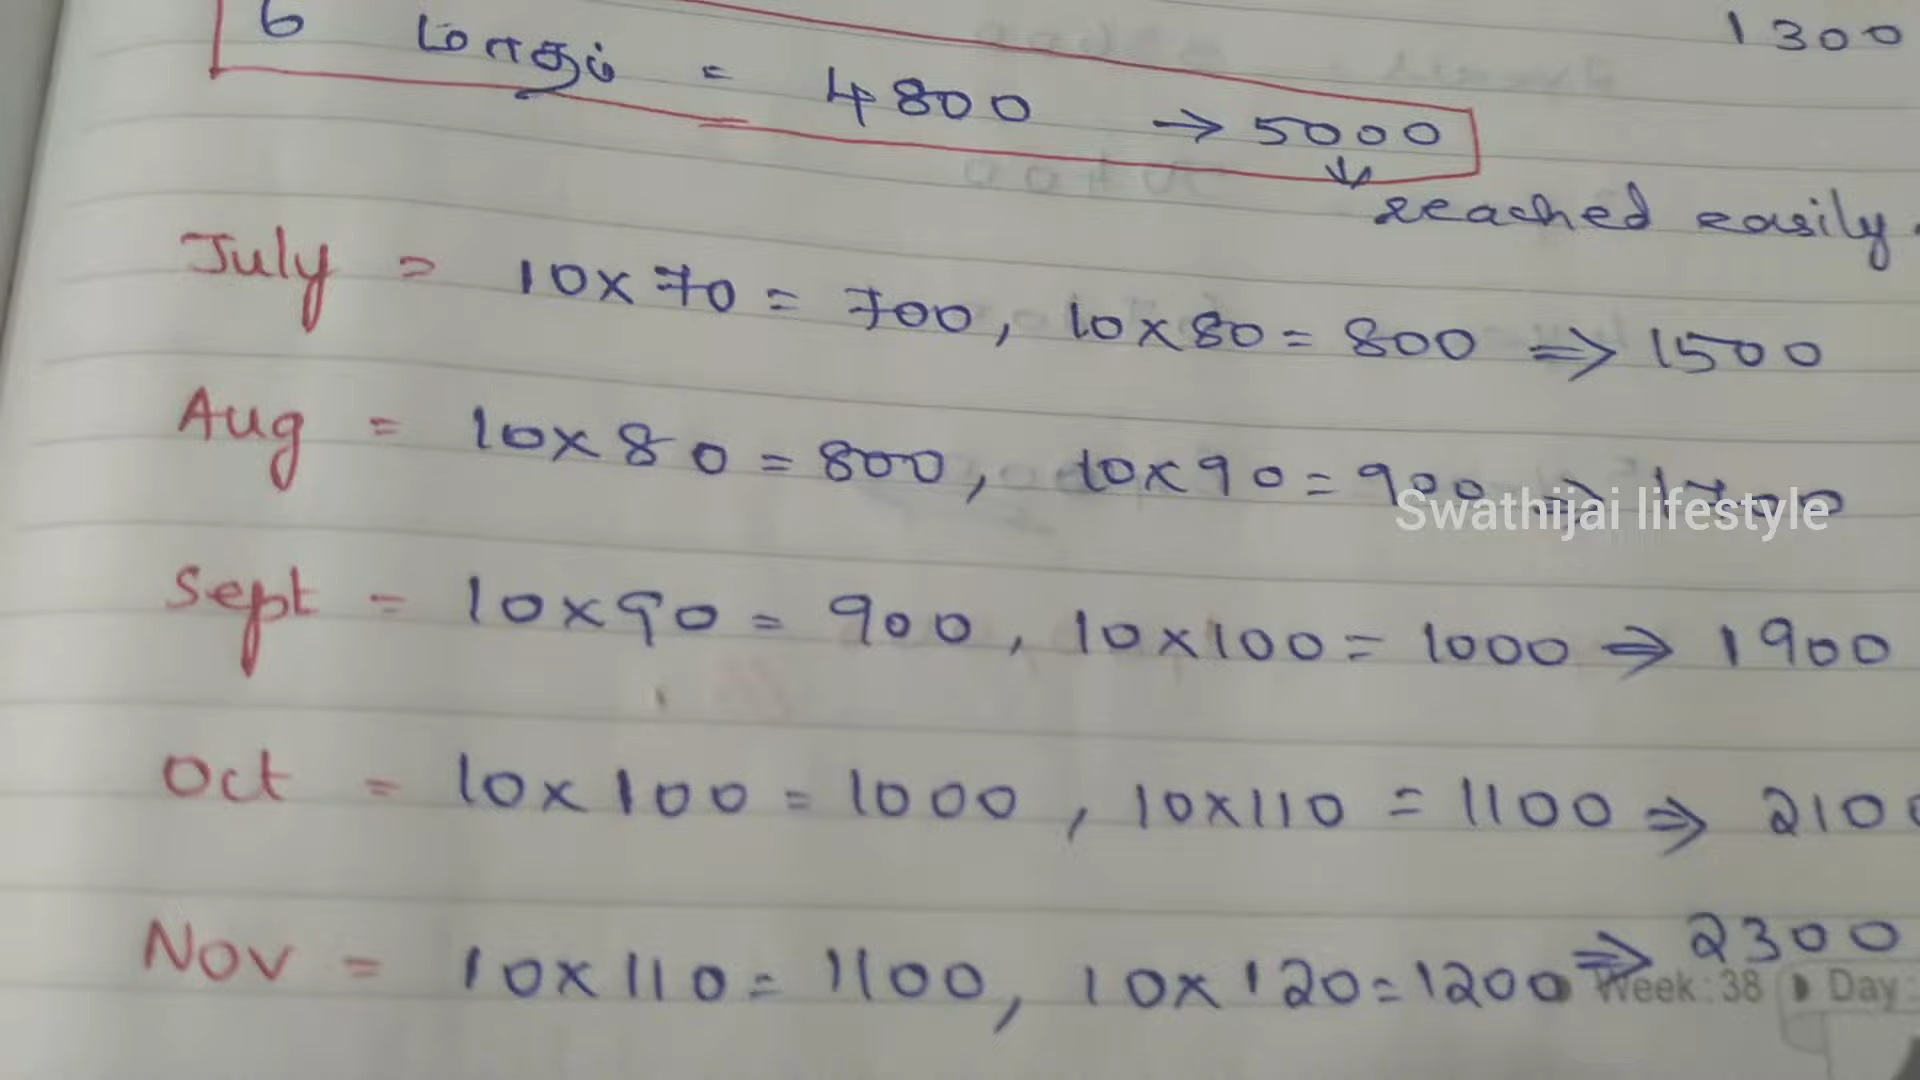 1300
6 மாதம் = 4800 → 5000
reached easily.
July = 10x70 = 700, 10x80 = 800 ⇒ 1500
Aug = 10x80 = 800, 10x90 = 900 ⇒ 1700
Swathijai lifestyle
Sept = 10x90 = 900, 10x100 = 1000 ⇒ 1900
Oct = 10x100 = 1000, 10x110 = 1100 ⇒ 2100
Nov = 10x110 = 1100, 10x120 = 1200 ⇒ 2300
Week: 38 Day: